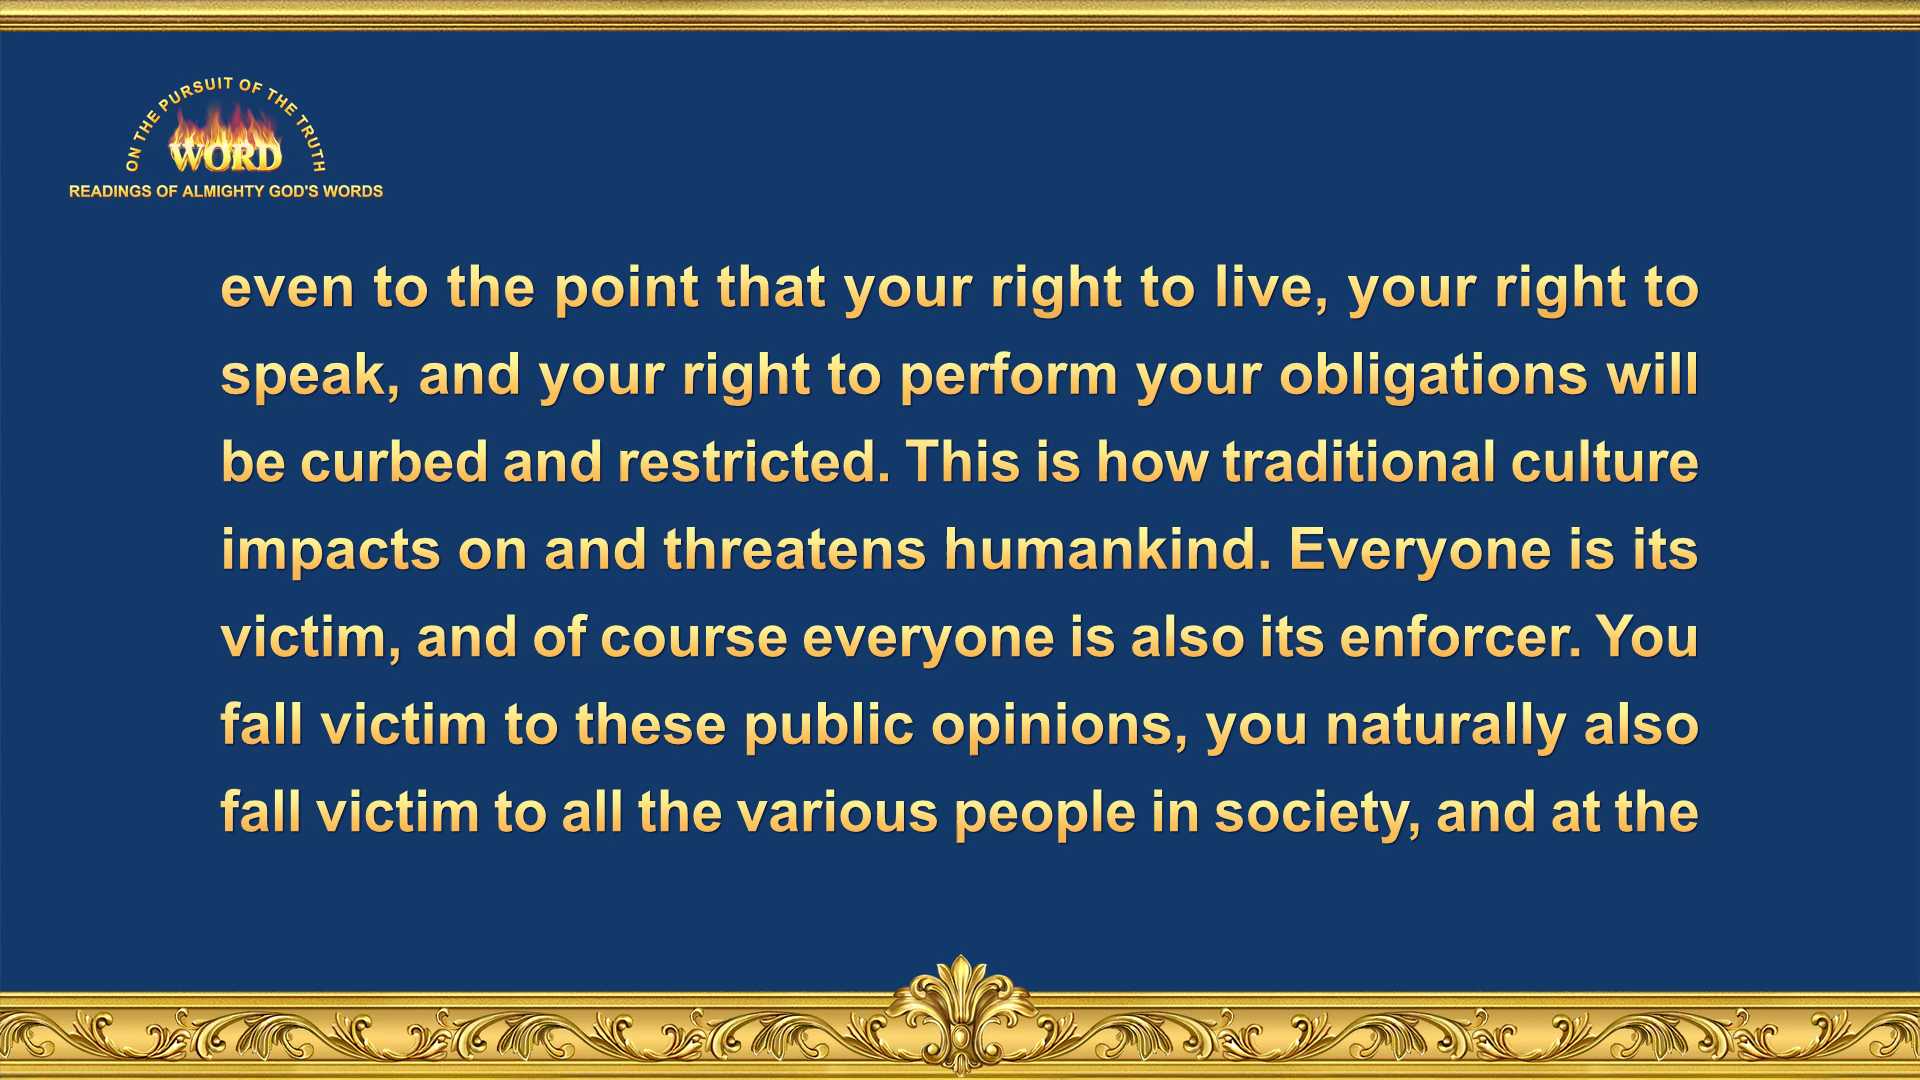 ON THE PURSUIT OF THE TRUTH
WORD
READINGS OF ALMIGHTY GOD'S WORDS
even to the point that your right to live, your right to
speak, and your right to perform your obligations will
be curbed and restricted. This is how traditional culture
impacts on and threatens humankind. Everyone is its
victim, and of course everyone is also its enforcer. You
fall victim to these public opinions, you naturally also
fall victim to all the various people in society, and at the